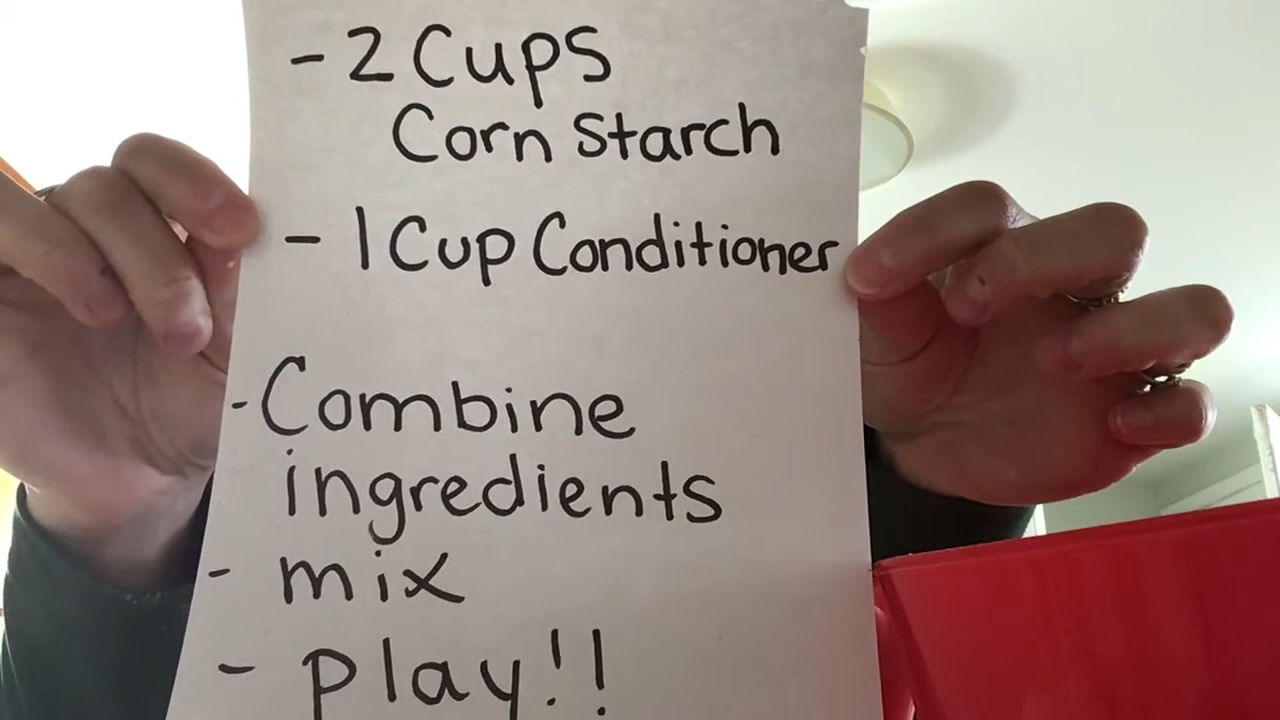 - 2 Cups
Corn Starch
- 1 Cup Conditioner
- Combine
ingredients
- mix
- play!!